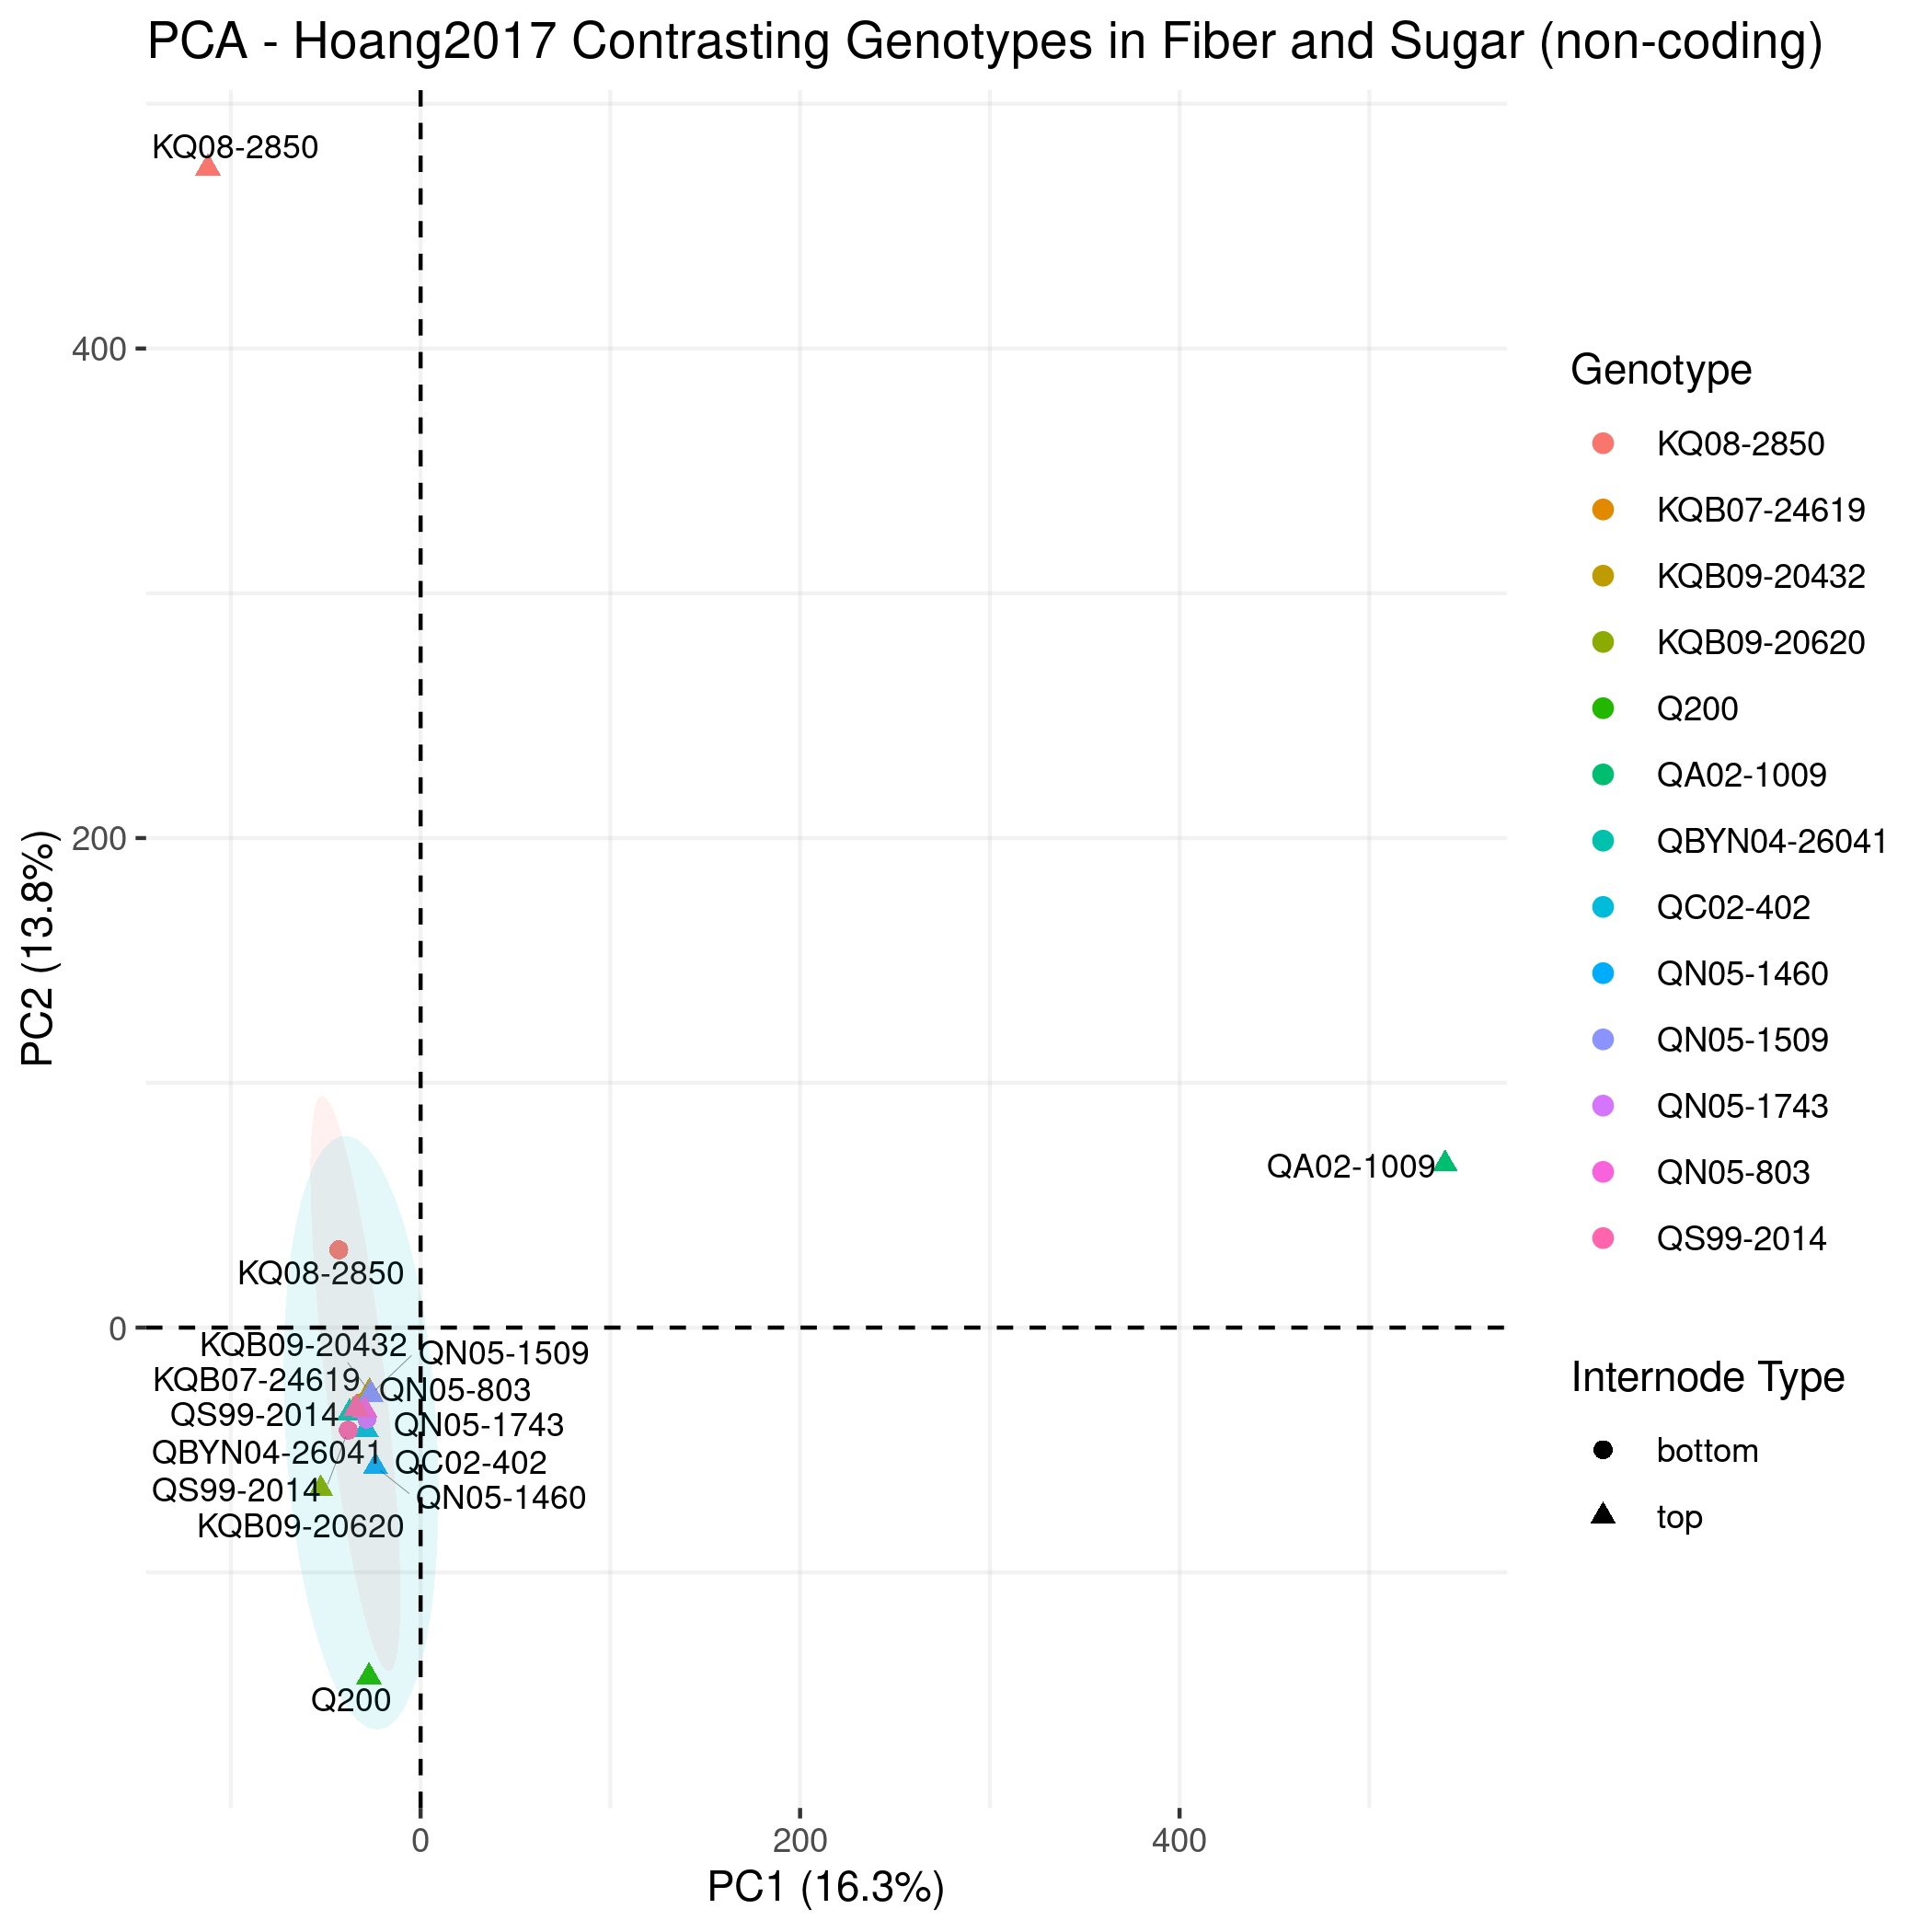 PCA - Hoang2017 Contrasting Genotypes in Fiber and Sugar (non-coding)
KQ08-2850
400
200
0
PC2 (13.8%)
QA02-1009
KQ08-2850
KQB09-20432
QN05-1509
KQB07-24619
QN05-803
QS99-2014
QN05-1743
QBYN04-26041
QC02-402
QS99-2014
QN05-1460
KQB09-20620
Q200
0
200
400
PC1 (16.3%)
Genotype
KQ08-2850
KQB07-24619
KQB09-20432
KQB09-20620
Q200
QA02-1009
QBYN04-26041
QC02-402
QN05-1460
QN05-1509
QN05-1743
QN05-803
QS99-2014
Internode Type
bottom
top